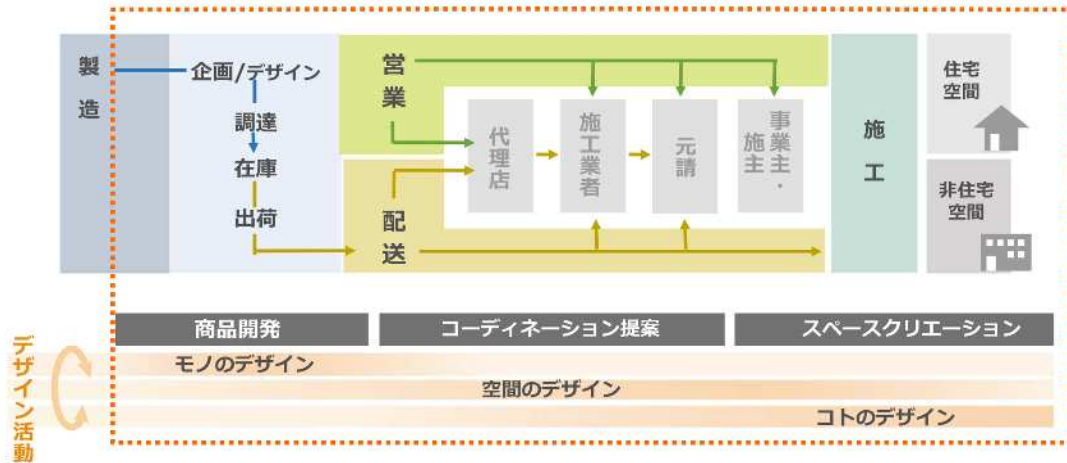 製造
企画/デザイン
調達
在庫
出荷
営業
配送
代理店
施工業者
元請
事業主・
施主
施工
住宅
空間
非住宅
空間
商品開発
コーディネーション提案
スペースクリエーション
デザイン活動
モノのデザイン
空間のデザイン
コトのデザイン